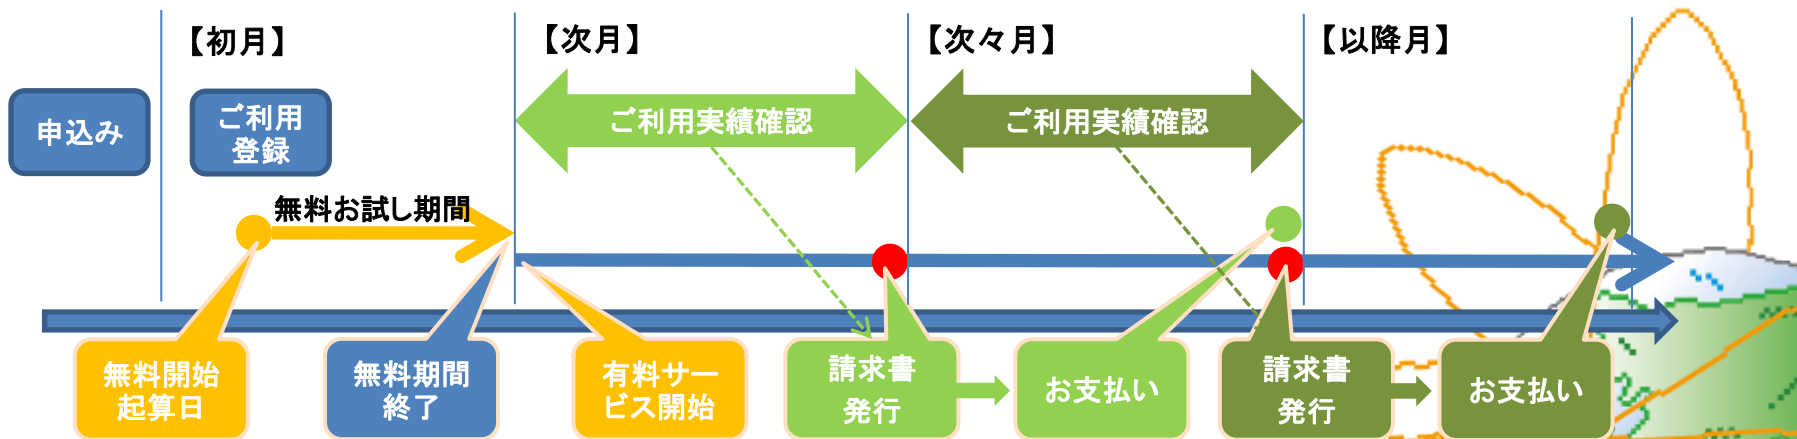 【初月】
【次月】
【次々月】
【以降月】
申込み
ご利用
登録
ご利用実績確認
ご利用実績確認
無料お試し期間
無料開始
起算日
無料期間
終了
有料サー
ビス開始
請求書
発行
お支払い
請求書
発行
お支払い